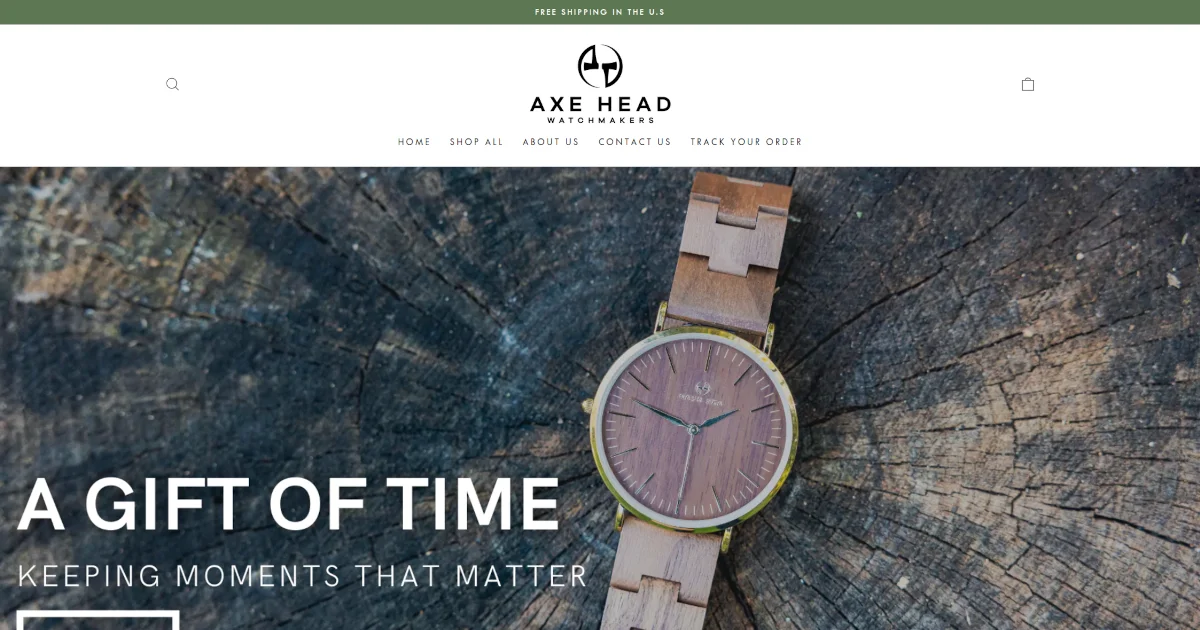 FREE SHIPPING IN THE U.S
AXE HEAD
WATCHMAKERS
HOME SHOP ALL ABOUT US CONTACT US TRACK YOUR ORDER
A GIFT OF TIME
KEEPING MOMENTS THAT MATTER